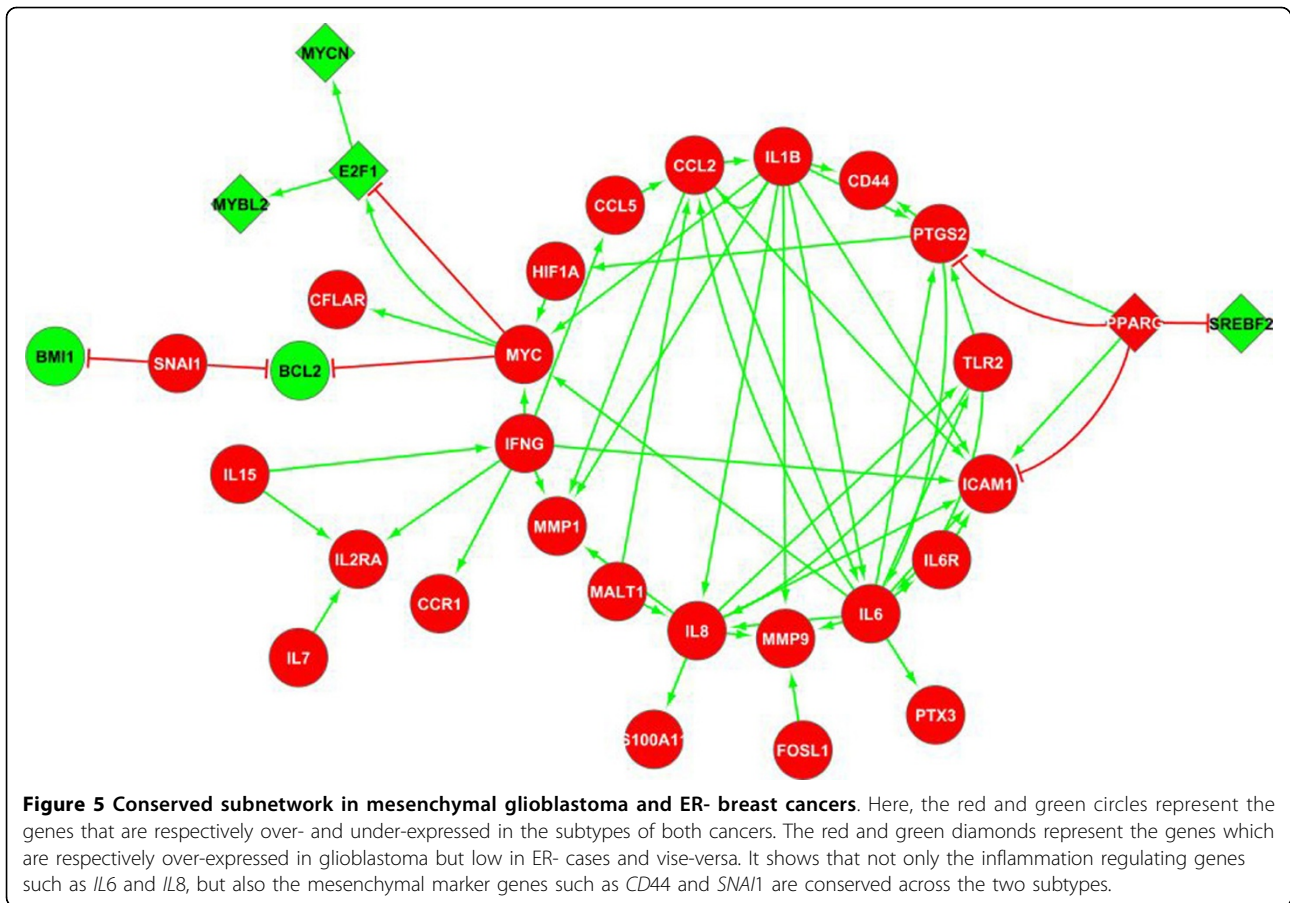 MYCN
E2F1
MYBL2
IL1B
CCL2
CD44
CCL5
PTGS2
HIF1A
CFLAR
PPARG
SREBF2
BMI1
SNAI1
BCL2
MYC
TLR2
IFNG
IL15
ICAM1
MMP1
IL2RA
IL6R
CCR1
MALT1
IL6
IL8
MMP9
IL7
PTX3
S100A11
FOSL1
Figure 5 Conserved subnetwork in mesenchymal glioblastoma and ER- breast cancers. Here, the red and green circles represent the
genes that are respectively over- and under-expressed in the subtypes of both cancers. The red and green diamonds represent the genes which
are respectively over-expressed in glioblastoma but low in ER- cases and vise-versa. It shows that not only the inflammation regulating genes
such as IL6 and IL8, but also the mesenchymal marker genes such as CD44 and SNAI1 are conserved across the two subtypes.